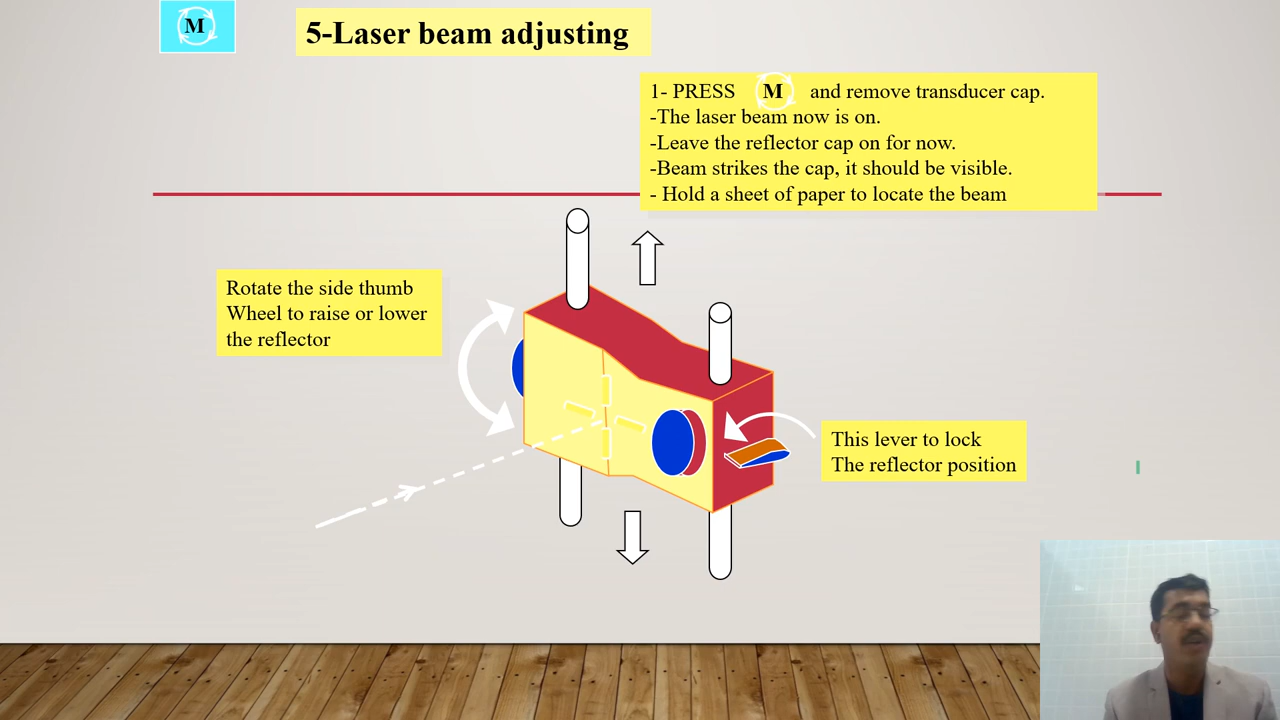 M
5-Laser beam adjusting
1- PRESS M and remove transducer cap.
-The laser beam now is on.
-Leave the reflector cap on for now.
-Beam strikes the cap, it should be visible.
- Hold a sheet of paper to locate the beam
Rotate the side thumb
Wheel to raise or lower
the reflector
This lever to lock
The reflector position